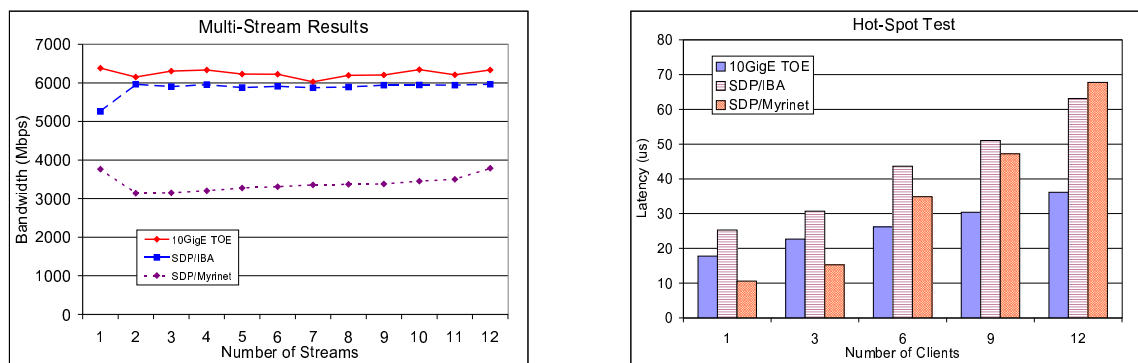 Multi-Stream Results
7000
6000
5000
4000
3000
2000
1000
0
Bandwidth (Mbps)
10GigE TOE
SDP/IBA
SDP/Myrinet
1 2 3 4 5 6 7 8 9 10 11 12
Number of Streams
Hot-Spot Test
80
70
60
50
40
30
20
10
0
Latency (us)
10GigE TOE
SDP/IBA
SDP/Myrinet
1 3 6 9 12
Number of Clients